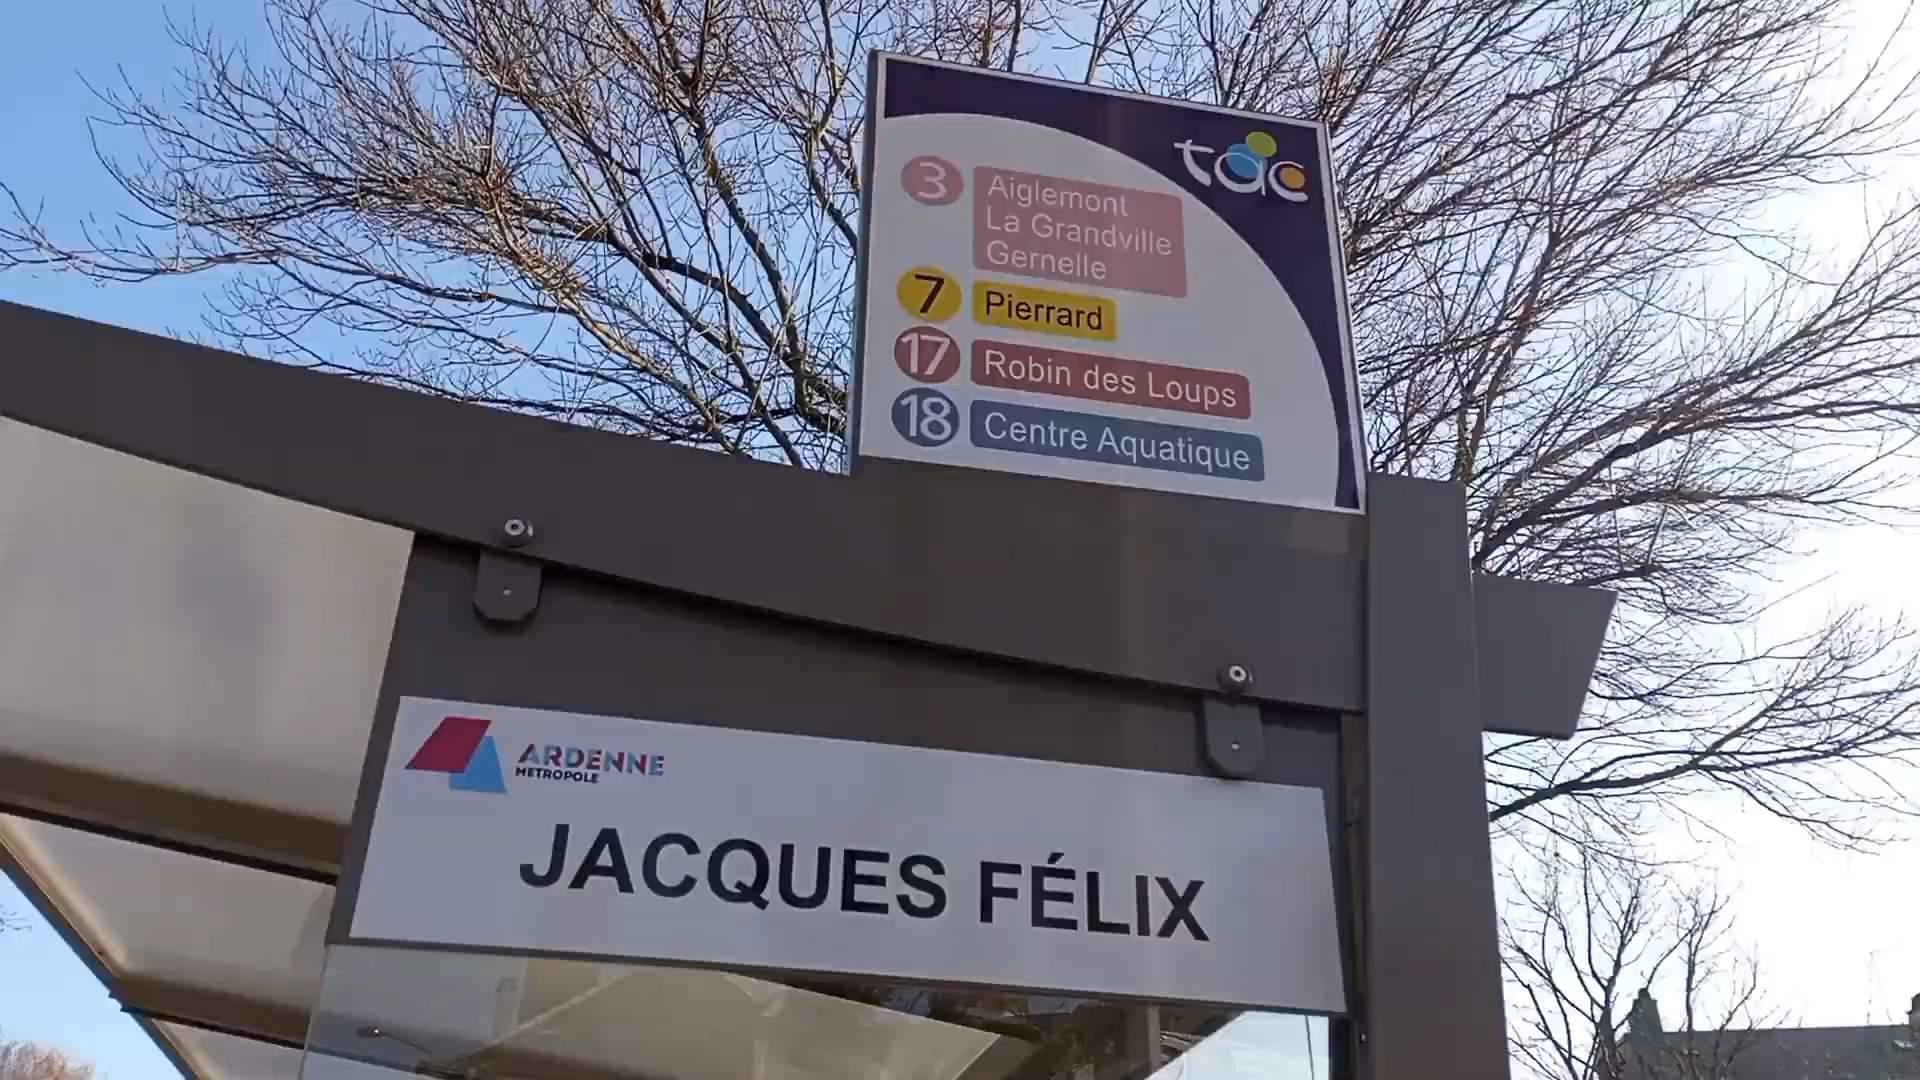 tac
3 Aiglemont
La Grandville
Gernelle
7 Pierrard
17 Robin des Loups
18 Centre Aquatique
ARDENNE
METROPOLE
JACQUES FÉLIX